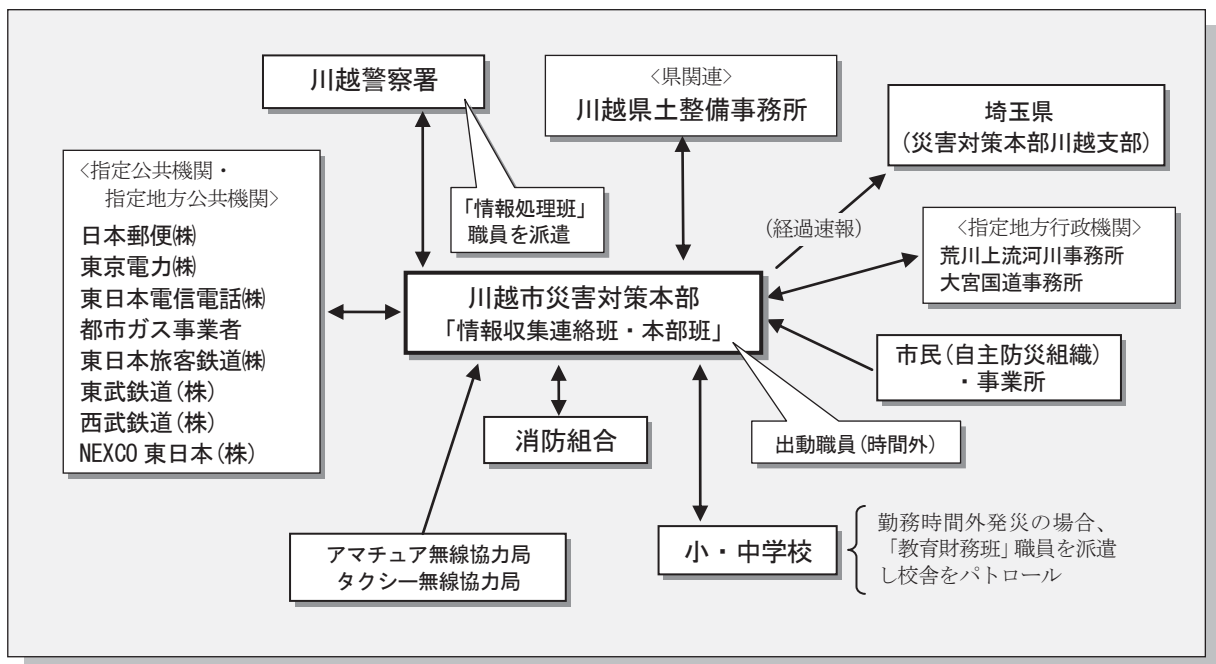 川越警察署
「情報処理班」
職員を派遣
<県関連>
川越県土整備事務所
埼玉県
(災害対策本部川越支部)
(経過速報)
<指定公共機関・
指定地方公共機関>
日本郵便㈱
東京電力㈱
東日本電信電話㈱
都市ガス事業者
東日本旅客鉄道㈱
東武鉄道(株)
西武鉄道(株)
NEXCO 東日本(株)
<指定地方行政機関>
荒川上流河川事務所
大宮国道事務所
川越市災害対策本部
「情報収集連絡班・本部班」
市民(自主防災組織)
・事業所
出動職員(時間外)
消防組合
アマチュア無線協力局
タクシー無線協力局
小・中学校
勤務時間外発災の場合、
「教育財務班」職員を派遣
し校舎をパトロール